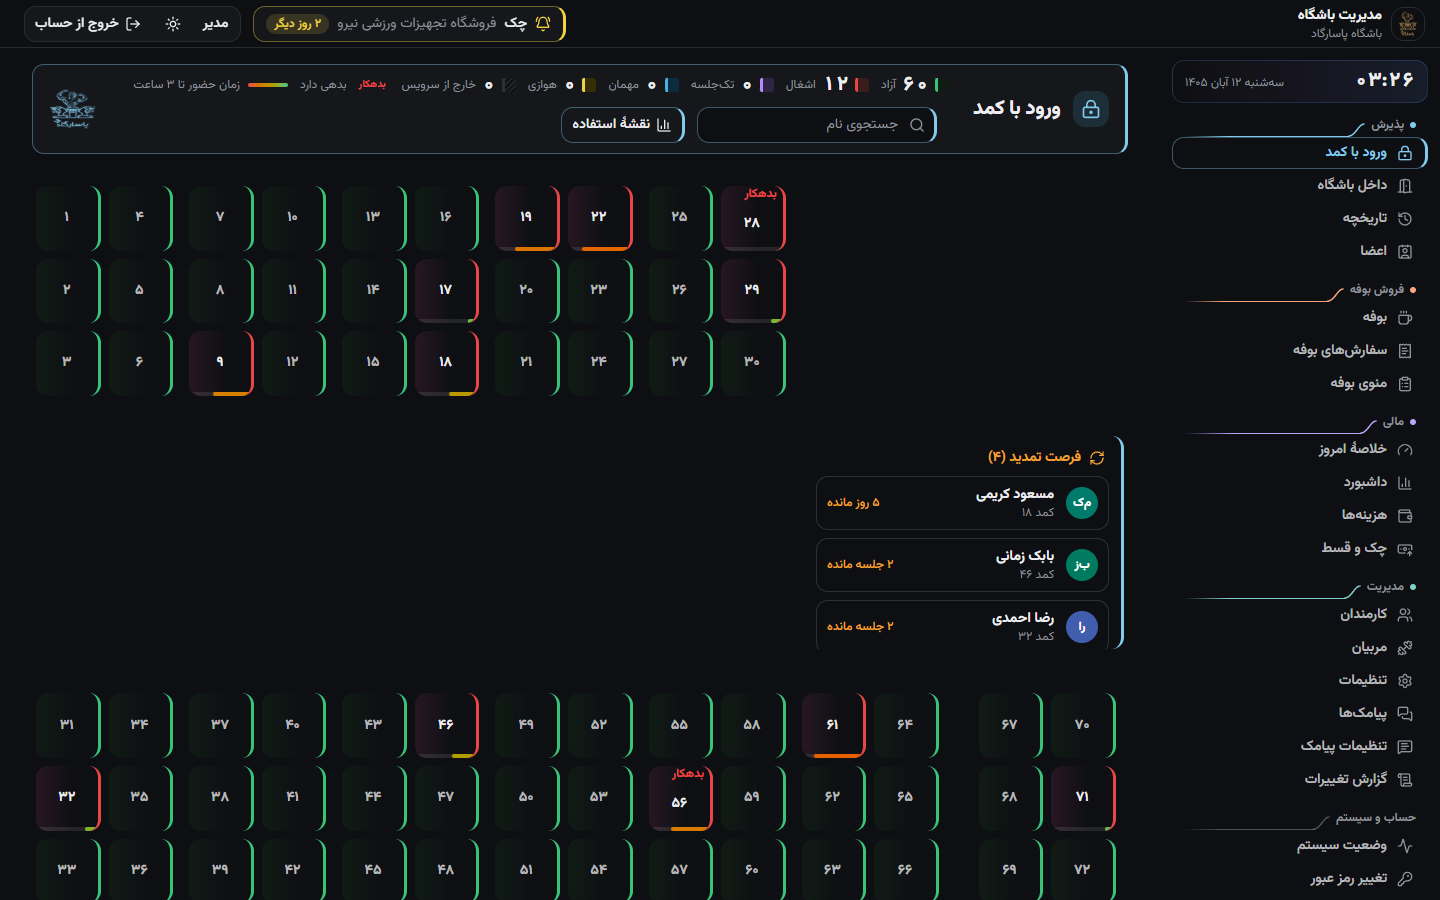 مدیریت باشگاه
باشگاه پاسارگاد
چک فروشگاه تجهیزات ورزشی نیرو ۲ روز دیگر
مدیر
خروج از حساب
۰۳:۲۶
سه‌شنبه ۱۲ آبان ۱۴۰۵
پذیرش
ورود با کمد
داخل باشگاه
تاریخچه
اعضا
فروش بوفه
بوفه
سفارش‌های بوفه
منوی بوفه
مالی
خلاصهٔ امروز
داشبورد
هزینه‌ها
چک و قسط
مدیریت
کارمندان
مربیان
تنظیمات
پیامک‌ها
تنظیمات پیامک
گزارش تغییرات
حساب و سیستم
وضعیت سیستم
تغییر رمز عبور
ورود با کمد
۶۰ آزاد ۱۲ اشغال ۰ تک‌جلسه ۰ مهمان ۰ هوازی ۰ خارج از سرویس بدهکار بدهی دارد زمان حضور تا ۳ ساعت
جستجوی نام
نقشهٔ استفاده
پاسارگاد
بدهکار
۲۸ ۲۵ ۲۲ ۱۹ ۱۶ ۱۳ ۱۰ ۷ ۴ ۱
۲۹ ۲۶ ۲۳ ۲۰ ۱۷ ۱۴ ۱۱ ۸ ۵ ۲
۳۰ ۲۷ ۲۴ ۲۱ ۱۸ ۱۵ ۱۲ ۹ ۶ ۳
فرصت تمدید (۴)
م‌ک
مسعود کریمی
کمد ۱۸
۵ روز مانده
ب‌ز
بابک زمانی
کمد ۴۶
۲ جلسه مانده
را
رضا احمدی
کمد ۳۲
۲ جلسه مانده
۷۰ ۶۷ ۶۴ ۶۱ ۵۸ ۵۵ ۵۲ ۴۹ ۴۶ ۴۳ ۴۰ ۳۷ ۳۴ ۳۱
بدهکار
۷۱ ۶۸ ۶۵ ۶۲ ۵۹ ۵۶ ۵۳ ۵۰ ۴۷ ۴۴ ۴۱ ۳۸ ۳۵ ۳۲
۷۲ ۶۹ ۶۶ ۶۳ ۶۰ ۵۷ ۵۴ ۵۱ ۴۸ ۴۵ ۴۲ ۳۹ ۳۶ ۳۳